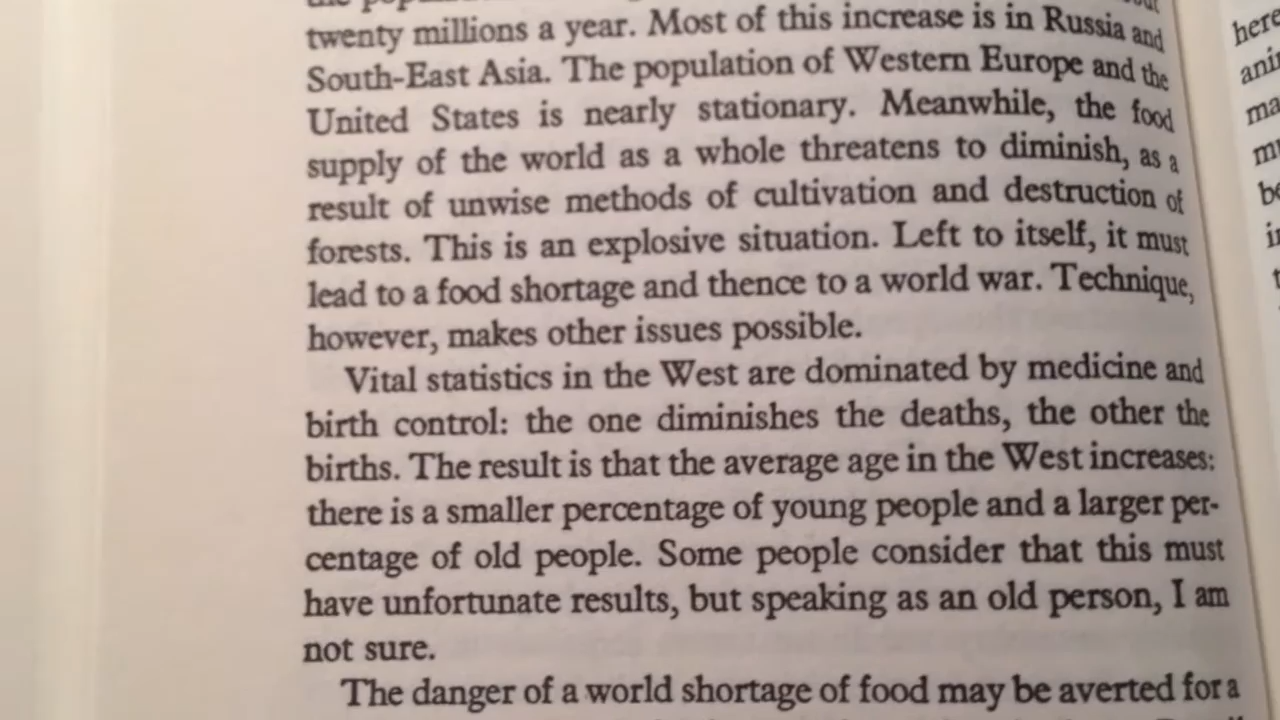 twenty millions a year. Most of this increase is in Russia and
South-East Asia. The population of Western Europe and the
United States is nearly stationary. Meanwhile, the food
supply of the world as a whole threatens to diminish, as a
result of unwise methods of cultivation and destruction of
forests. This is an explosive situation. Left to itself, it must
lead to a food shortage and thence to a world war. Technique,
however, makes other issues possible.
Vital statistics in the West are dominated by medicine and
birth control: the one diminishes the deaths, the other the
births. The result is that the average age in the West increases:
there is a smaller percentage of young people and a larger per-
centage of old people. Some people consider that this must
have unfortunate results, but speaking as an old person, I am
not sure.
The danger of a world shortage of food may be averted for a
here